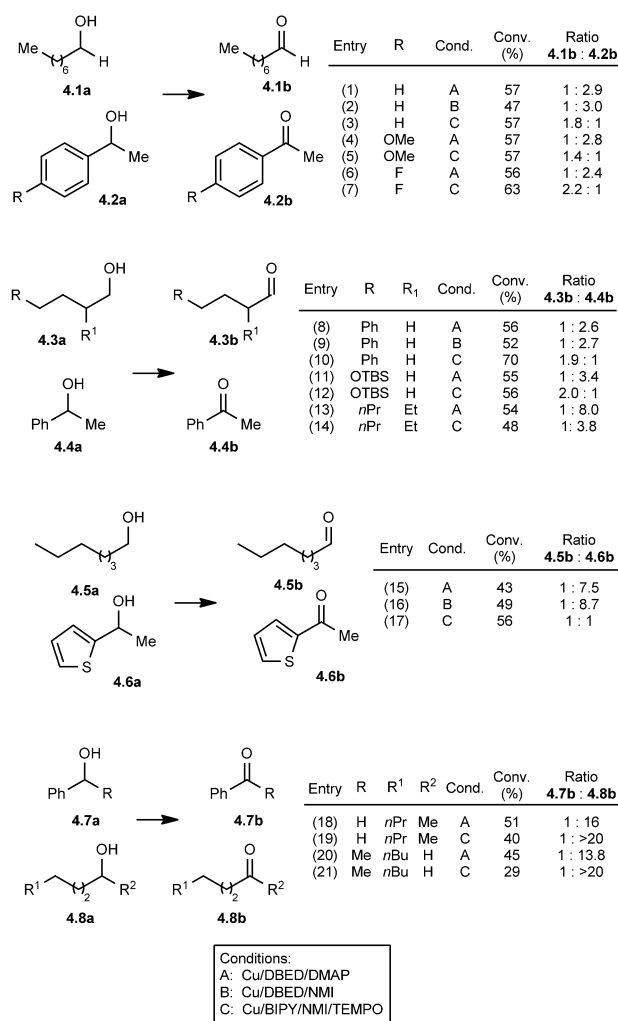 OH
Me
6
H
4.1a
O
Me
6
H
4.1b
OH
Me
R
4.2a
O
Me
R
4.2b
Entry R Cond. Conv. (%) Ratio 4.1b : 4.2b
(1) H A 57 1 : 2.9
(2) H B 47 1 : 3.0
(3) H C 57 1.8 : 1
(4) OMe A 57 1 : 2.8
(5) OMe C 57 1.4 : 1
(6) F A 56 1 : 2.4
(7) F C 63 2.2 : 1
OH
R
R1
4.3a
O
R
R1
4.3b
OH
Ph Me
4.4a
O
Ph Me
4.4b
Entry R R1 Cond. Conv. (%) Ratio 4.3b : 4.4b
(8) Ph H A 56 1 : 2.6
(9) Ph H B 52 1 : 2.7
(10) Ph H C 70 1.9 : 1
(11) OTBS H A 55 1 : 3.4
(12) OTBS H C 56 2.0 : 1
(13) nPr Et A 54 1 : 8.0
(14) nPr Et C 48 1: 3.8
OH
3
4.5a
O
3
4.5b
OH
Me
S
4.6a
O
Me
S
4.6b
Entry Cond. Conv. (%) Ratio 4.5b : 4.6b
(15) A 43 1 : 7.5
(16) B 49 1 : 8.7
(17) C 56 1 : 1
OH
Ph R
4.7a
O
Ph R
4.7b
OH
R1 2 R2
4.8a
O
R1 2 R2
4.8b
Entry R R1 R2 Cond. Conv. (%) Ratio 4.7b : 4.8b
(18) H nPr Me A 51 1 : 16
(19) H nPr Me C 40 1 : >20
(20) Me nBu H A 45 1 : 13.8
(21) Me nBu H C 29 1 : >20
Conditions:
A: Cu/DBED/DMAP
B: Cu/DBED/NMI
C: Cu/BIPY/NMI/TEMPO